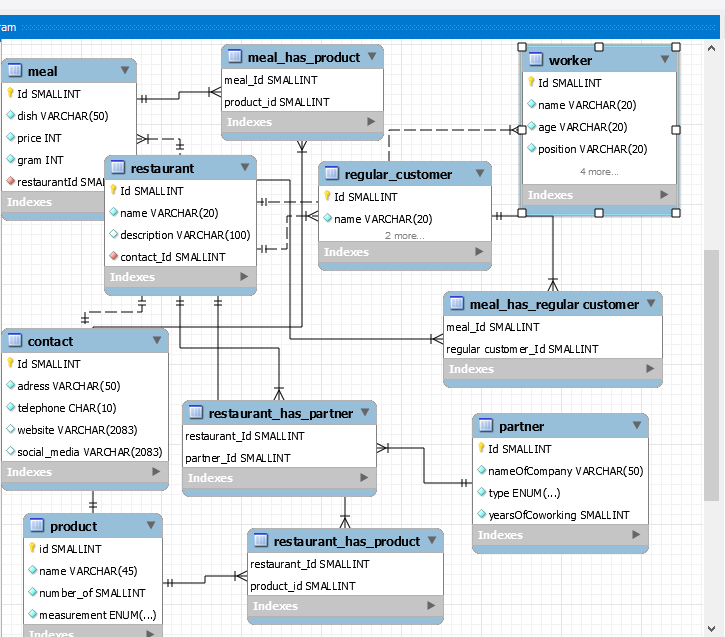 ram
meal
Id SMALLINT
dish VARCHAR(50)
price INT
gram INT
restaurantId SMA
Indexes
meal_has_product
meal_Id SMALLINT
product_id SMALLINT
Indexes
worker
Id SMALLINT
name VARCHAR(20)
age VARCHAR(20)
position VARCHAR(20)
4 more...
Indexes
restaurant
Id SMALLINT
name VARCHAR(20)
description VARCHAR(100)
contact_Id SMALLINT
Indexes
regular_customer
Id SMALLINT
name VARCHAR(20)
2 more...
Indexes
meal_has_regular customer
meal_Id SMALLINT
regular customer_Id SMALLINT
Indexes
contact
Id SMALLINT
adress VARCHAR(50)
telephone CHAR(10)
website VARCHAR(2083)
social_media VARCHAR(2083)
Indexes
restaurant_has_partner
restaurant_Id SMALLINT
partner_Id SMALLINT
Indexes
partner
Id SMALLINT
nameOfCompany VARCHAR(50)
type ENUM(...)
yearsOfCoworking SMALLINT
Indexes
product
id SMALLINT
name VARCHAR(45)
number_of SMALLINT
measurement ENUM(...)
Indexes
restaurant_has_product
restaurant_Id SMALLINT
product_id SMALLINT
Indexes